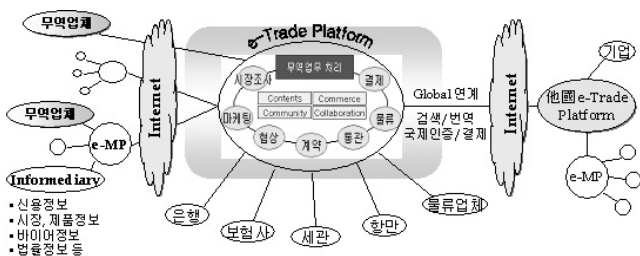 무역업체
e-Trade Platform
Internet
무역업체
e-MP
Informediary
▪ 신용정보
▪ 시장, 제품정보
▪ 바이어정보
▪ 법률정보 등
무역업무 처리
시장조사
결제
Contents
Commerce
Community
Collaboration
마케팅
물류
협상
계약
통관
은행
보험사
세관
항만
물류업체
Global 연계
검색/번역
국제인증/결제
Internet
기업
他國 e-Trade
Platform
e-MP